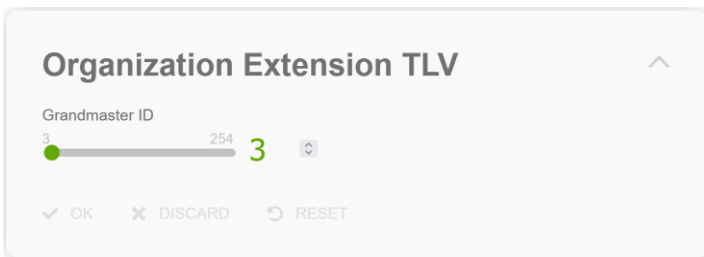 Organization Extension TLV
Grandmaster ID
3 254
3
OK DISCARD RESET